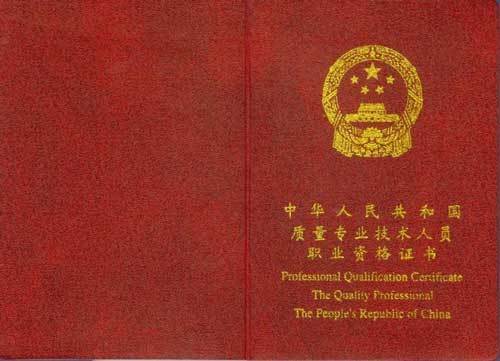 中华人民共和国
质量专业技术人员
职业资格证书
Professional Qualification Certificate
The Quality Professional
The People's Republic of China